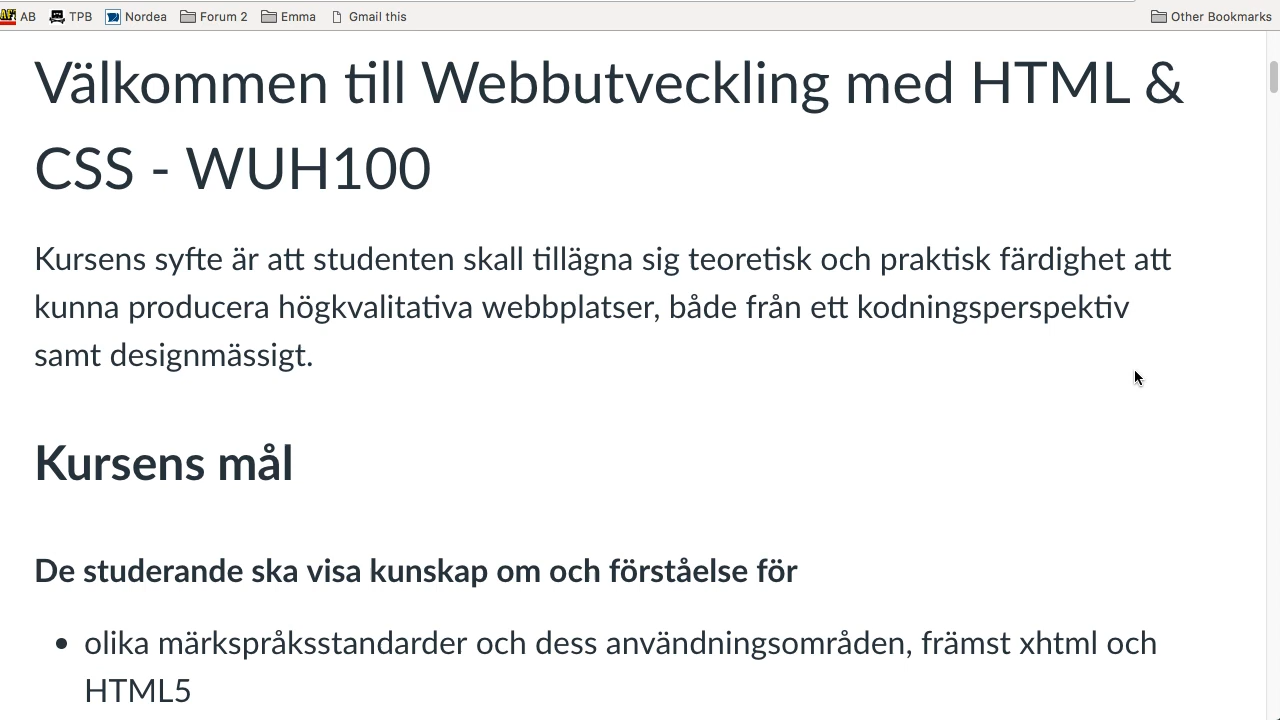 AB TPB Nordea Forum 2 Emma Gmail this Other Bookmarks
Välkommen till Webbutveckling med HTML &
CSS - WUH100
Kursens syfte är att studenten skall tillägna sig teoretisk och praktisk färdighet att
kunna producera högkvalitativa webbplatser, både från ett kodningsperspektiv
samt designmässigt.
Kursens mål
De studerande ska visa kunskap om och förståelse för
• olika märkspråksstandarder och dess användningsområden, främst xhtml och
HTML5